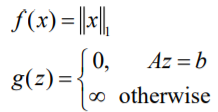 f(x)=‖x‖₁
g(z)={0, Az=b
∞ otherwise